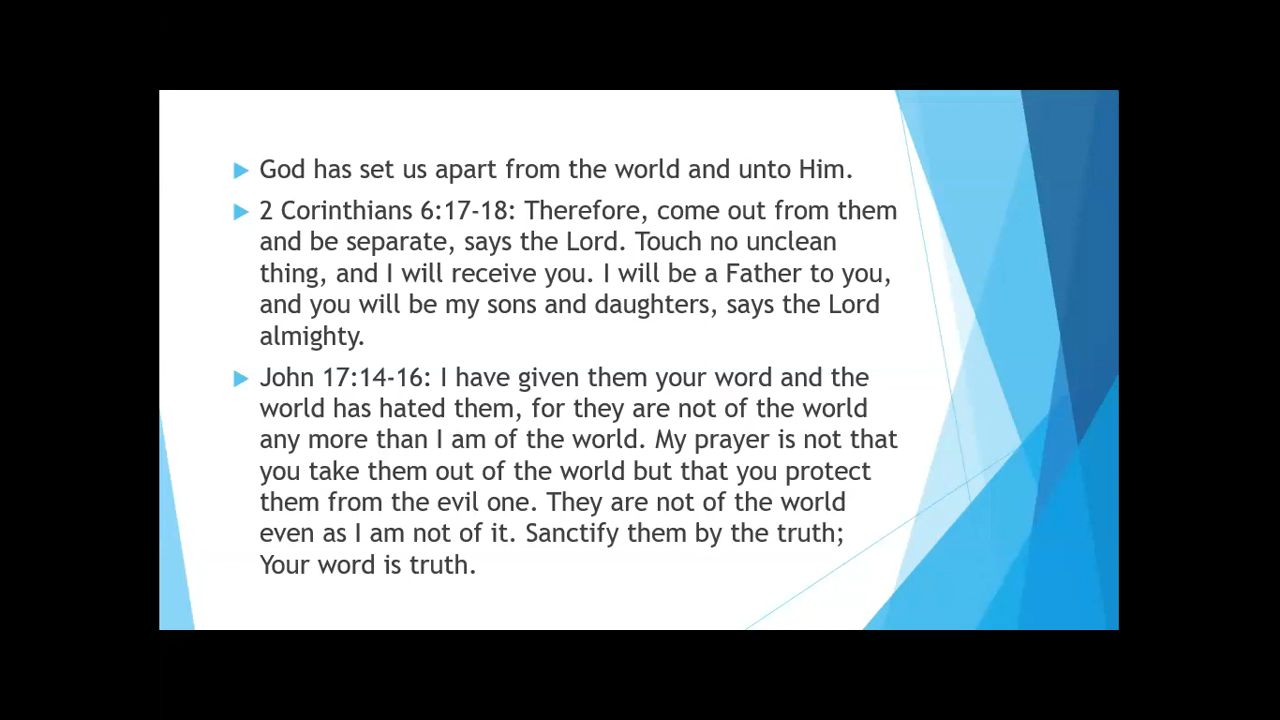 God has set us apart from the world and unto Him.
2 Corinthians 6:17-18: Therefore, come out from them
and be separate, says the Lord. Touch no unclean
thing, and I will receive you. I will be a Father to you,
and you will be my sons and daughters, says the Lord
almighty.
John 17:14-16: I have given them your word and the
world has hated them, for they are not of the world
any more than I am of the world. My prayer is not that
you take them out of the world but that you protect
them from the evil one. They are not of the world
even as I am not of it. Sanctify them by the truth;
Your word is truth.